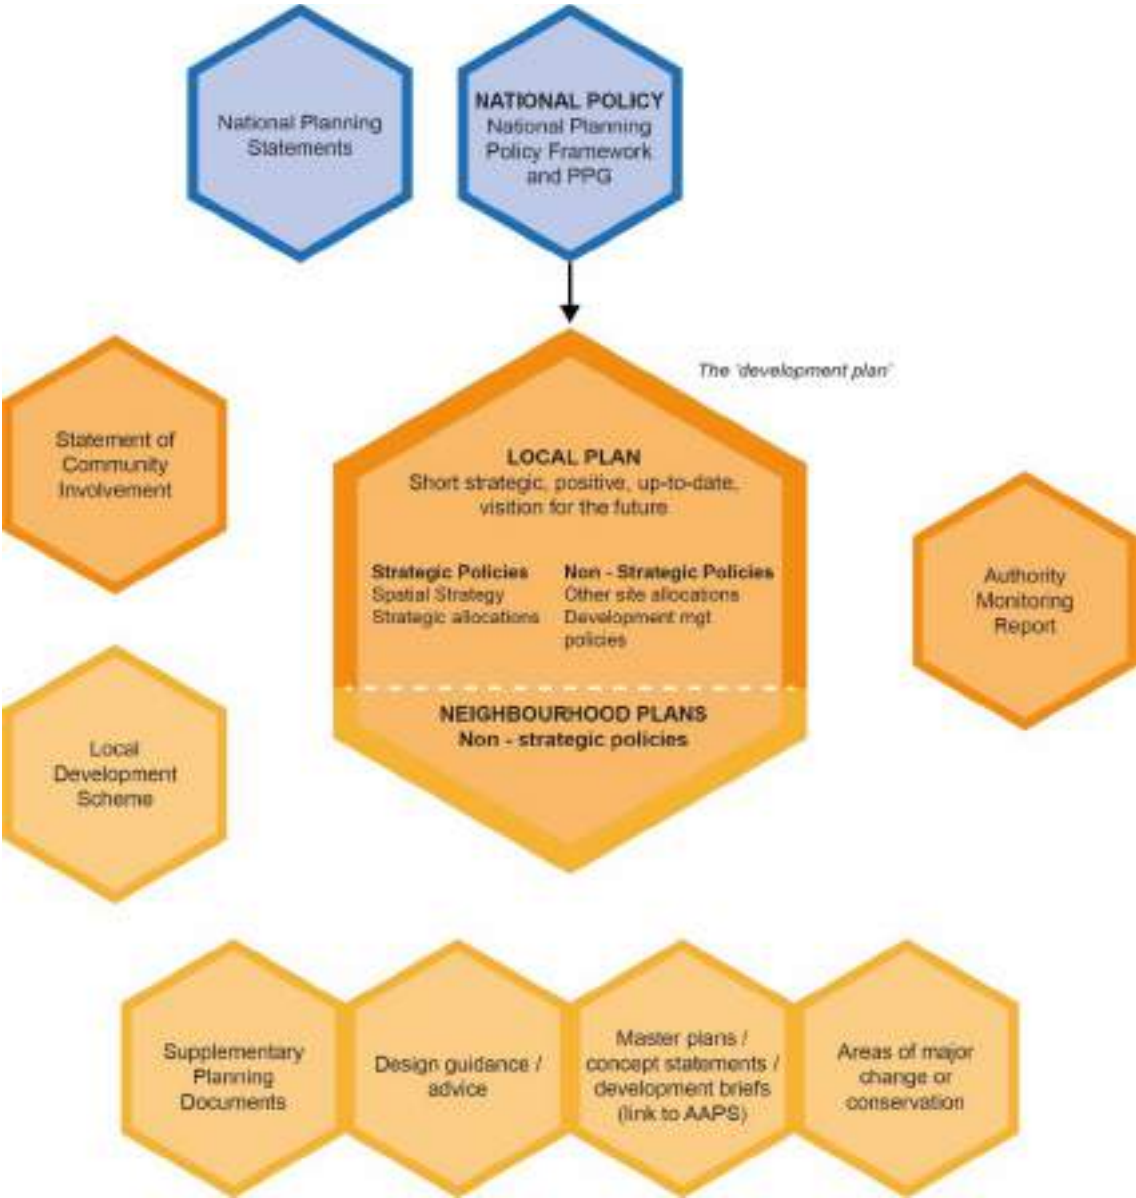 National Planning
Statements
NATIONAL POLICY
National Planning
Policy Framework
and PPG
The 'development plan'
Statement of
Community
Involvement
LOCAL PLAN
Short strategic, positive, up-to-date,
visition for the future
Strategic Policies
Spatial Strategy
Strategic allocations
Non - Strategic Policies
Other site allocations
Development mgt
policies
Authority
Monitoring
Report
NEIGHBOURHOOD PLANS
Non - strategic policies
Local
Development
Scheme
Supplementary
Planning
Documents
Design guidance /
advice
Master plans /
concept statements /
development briefs
(link to AAPS)
Areas of major
change or
conservation